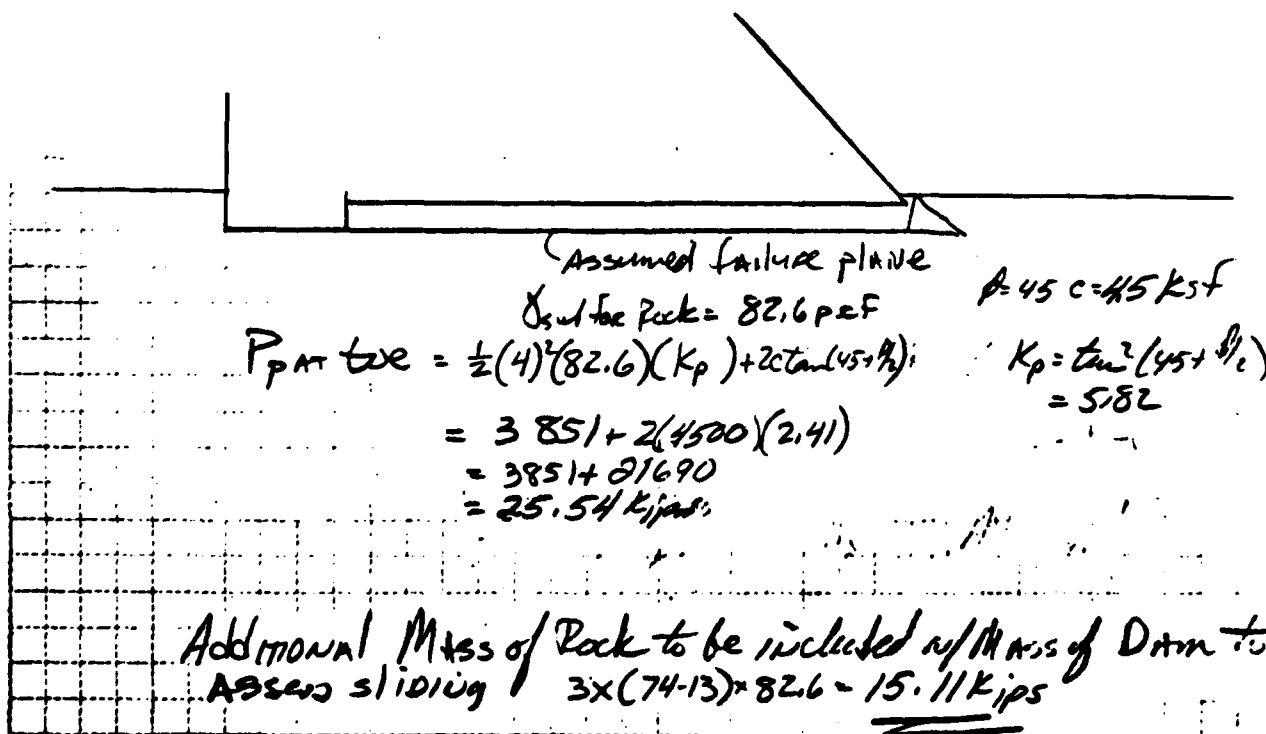 Assumed failure plane
γsub for Rock = 82.6 pcf
φ=45 c=4.5 ksf
Pp AT toe = 1/2(4)²(82.6)(Kp)+2c tan(45+φ/2)
Kp = tan²(45+φ/2)
= 5.82
= 3851+2(4500)(2.41)
= 3851+21690
= 25.54 Kips
Additional Mass of Rock to be included w/ Mass of Dam to
Assess sliding 3x(74-13)x82.6 = 15.11 Kips